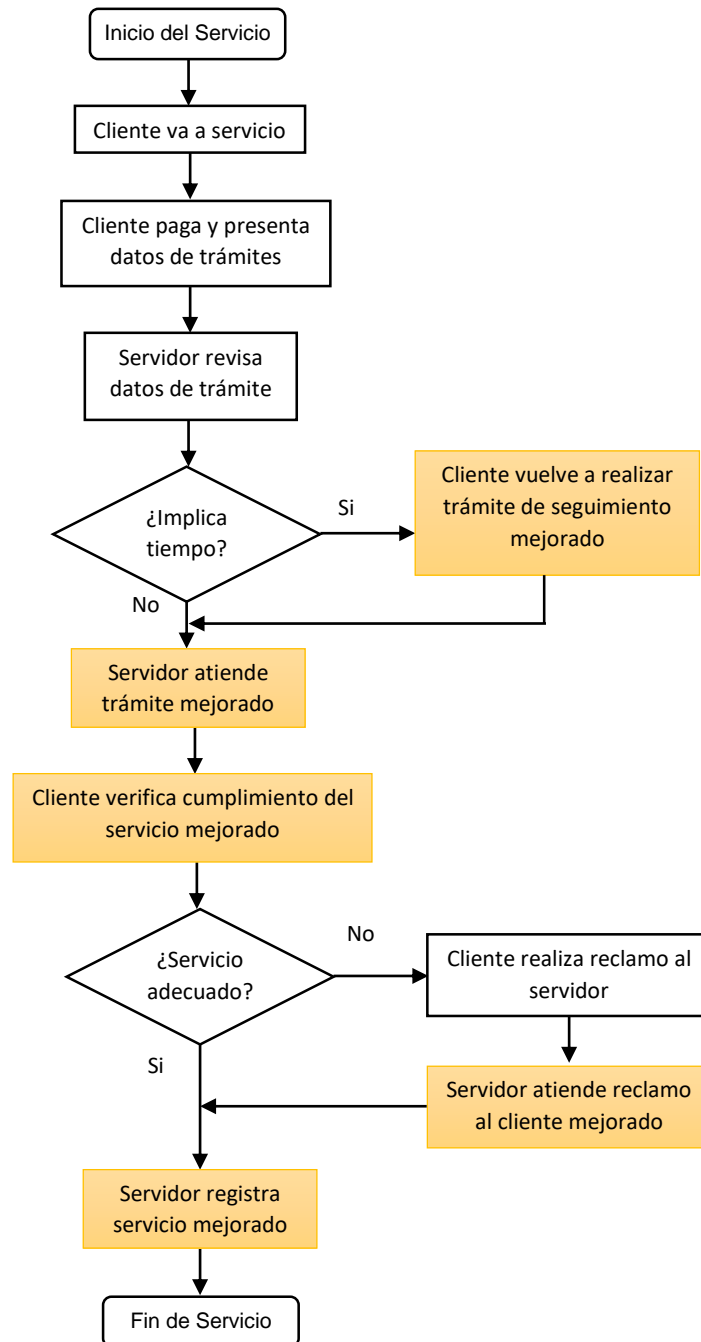 Inicio del Servicio
Cliente va a servicio
Cliente paga y presenta
datos de trámites
Servidor revisa
datos de trámite
¿Implica
tiempo?
Si
Cliente vuelve a realizar
trámite de seguimiento
mejorado
No
Servidor atiende
trámite mejorado
Cliente verifica cumplimiento del
servicio mejorado
¿Servicio
adecuado?
No
Cliente realiza reclamo al
servidor
Si
Servidor atiende reclamo
al cliente mejorado
Servidor registra
servicio mejorado
Fin de Servicio